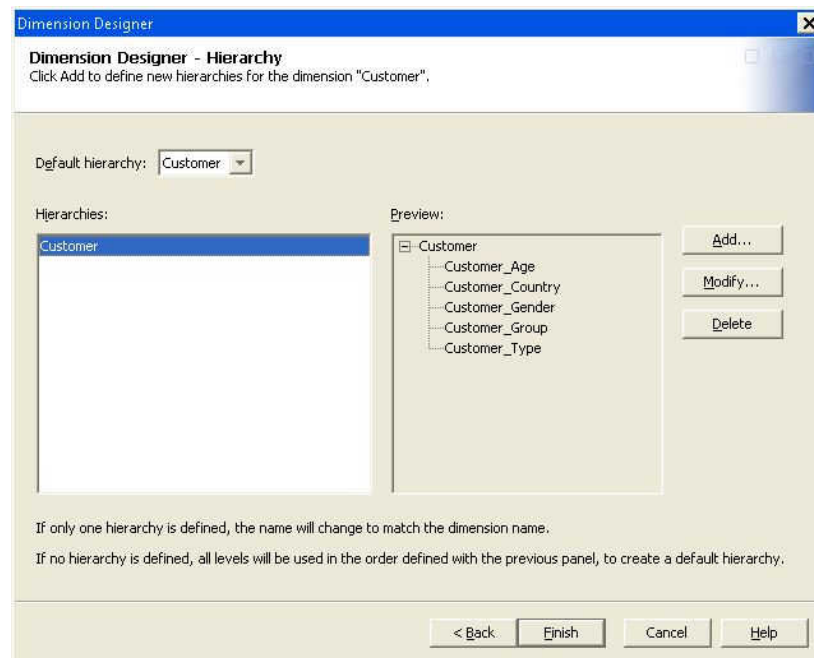 Dimension Designer
Dimension Designer - Hierarchy
Click Add to define new hierarchies for the dimension "Customer".
Default hierarchy: Customer
Hierarchies:
Preview:
Customer
Customer
Customer_Age
Customer_Country
Customer_Gender
Customer_Group
Customer_Type
Add...
Modify...
Delete
If only one hierarchy is defined, the name will change to match the dimension name.
If no hierarchy is defined, all levels will be used in the order defined with the previous panel, to create a default hierarchy.
< Back Finish Cancel Help